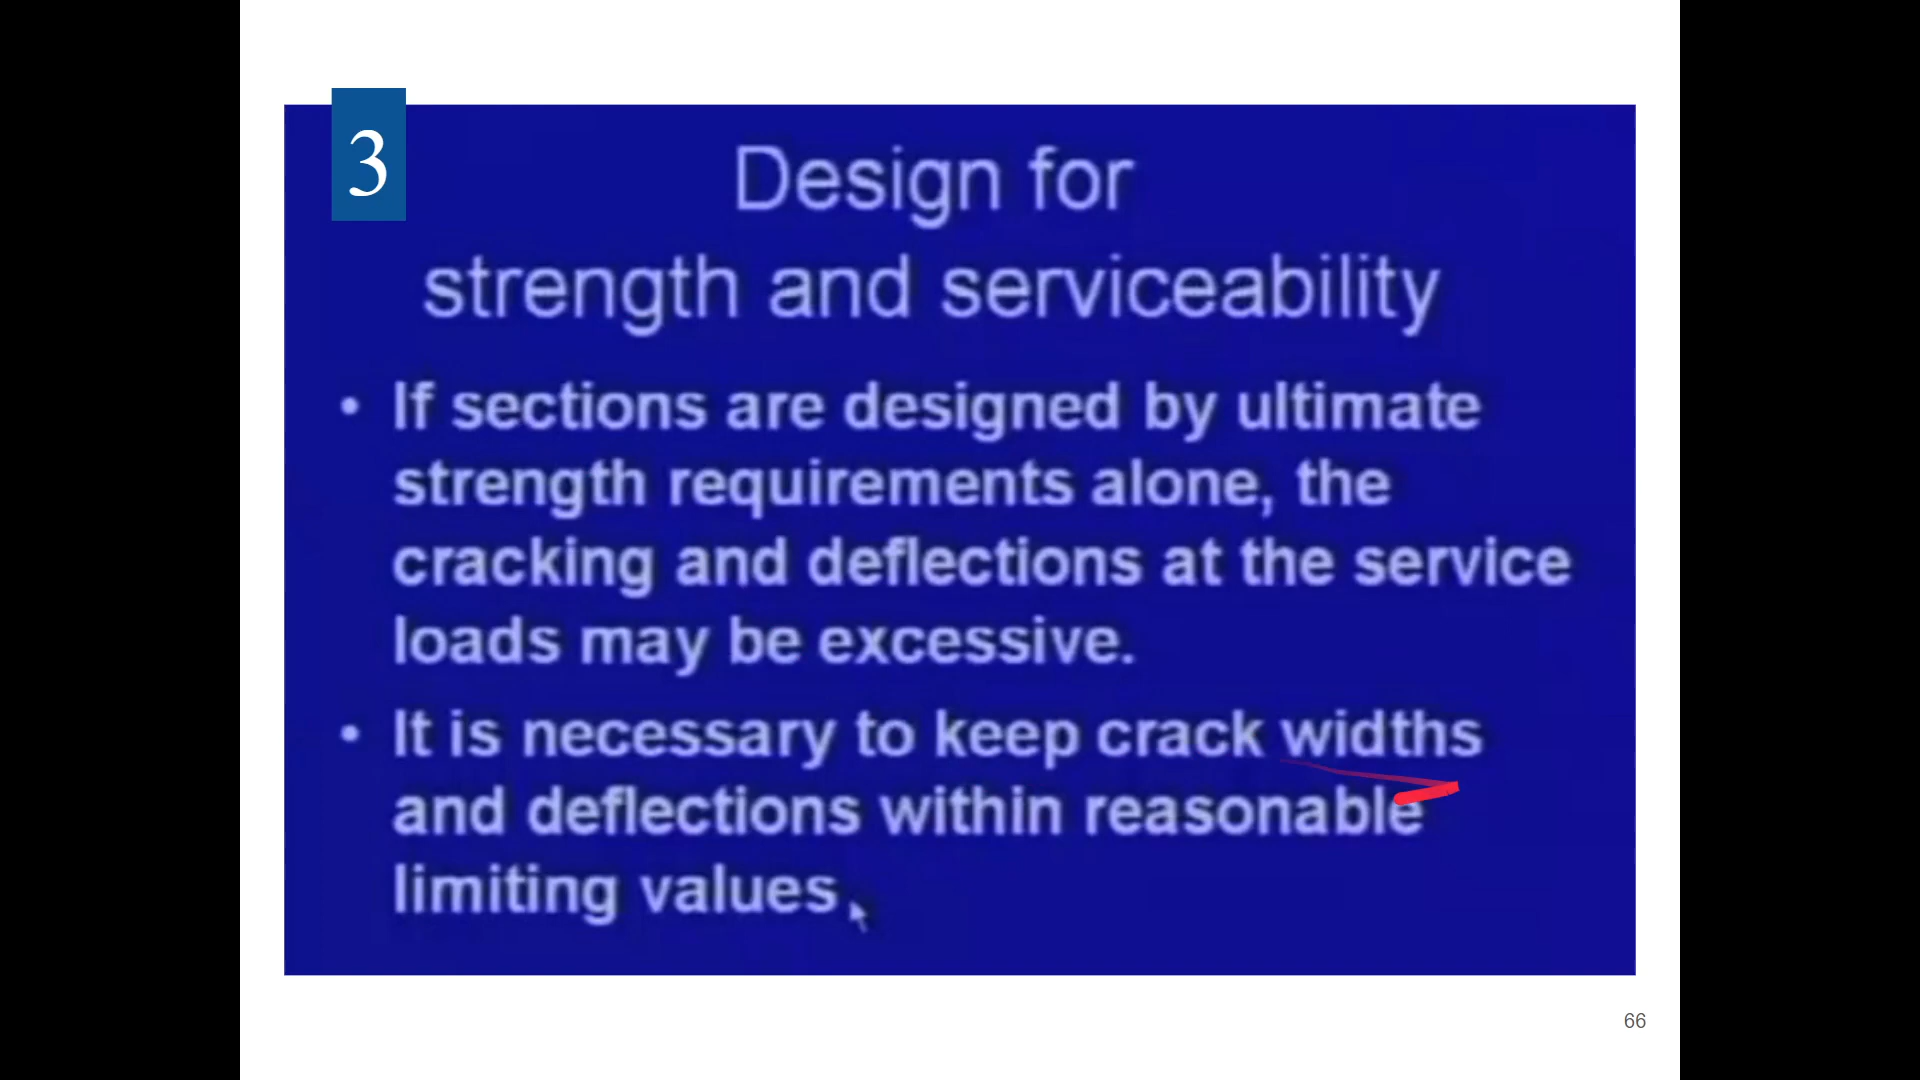 3
Design for
strength and serviceability
• If sections are designed by ultimate
strength requirements alone, the
cracking and deflections at the service
loads may be excessive.
• It is necessary to keep crack widths
and deflections within reasonable
limiting values.
66